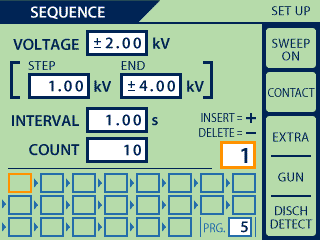 SEQUENCE
SET UP
VOLTAGE ±2.00 kV
SWEEP
ON
STEP END
1.00 kV ±4.00 kV
CONTACT
INTERVAL 1.00 s
INSERT = +
DELETE = −
EXTRA
COUNT 10
1
GUN
DISCH
DETECT
PRG. 5